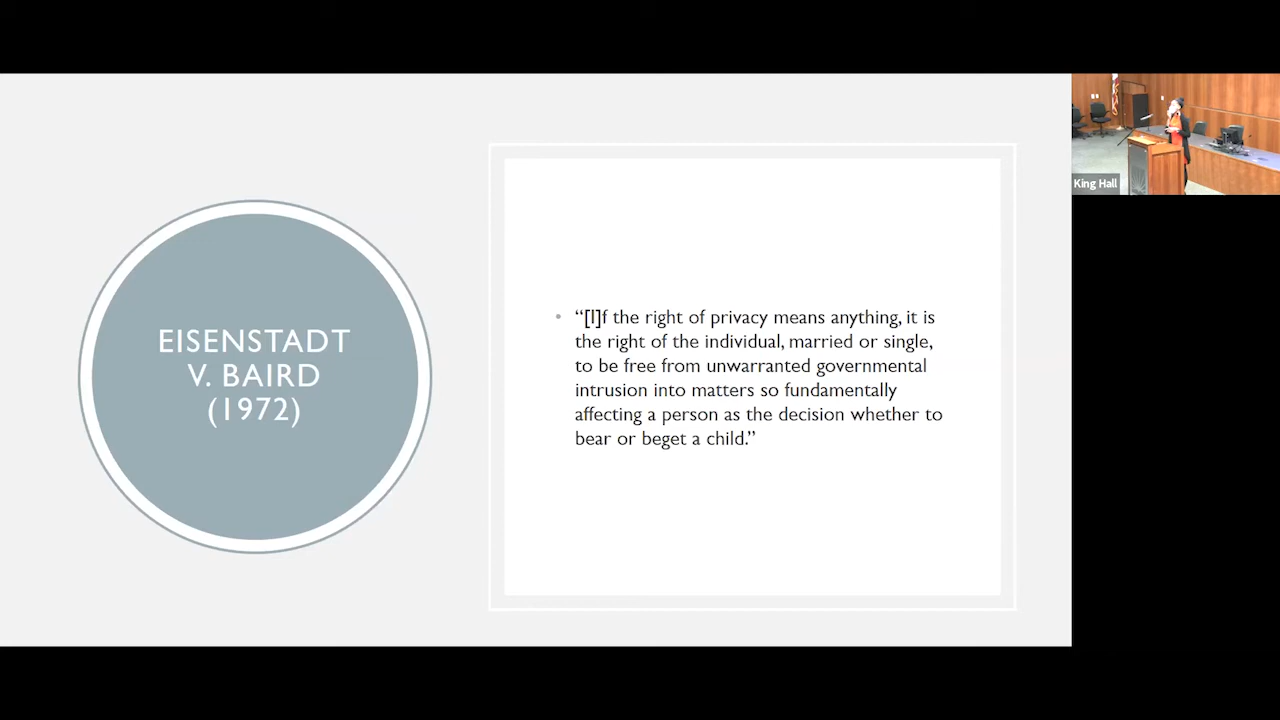 EISENSTADT
V. BAIRD
(1972)
• “[I]f the right of privacy means anything, it is
the right of the individual, married or single,
to be free from unwarranted governmental
intrusion into matters so fundamentally
affecting a person as the decision whether to
bear or beget a child.”
King Hall